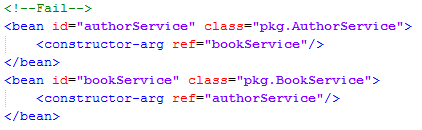 <!--Fail-->
<bean id="authorService" class="pkg.AuthorService">
    <constructor-arg ref="bookService"/>
</bean>
<bean id="bookService" class="pkg.BookService">
    <constructor-arg ref="authorService"/>
</bean>